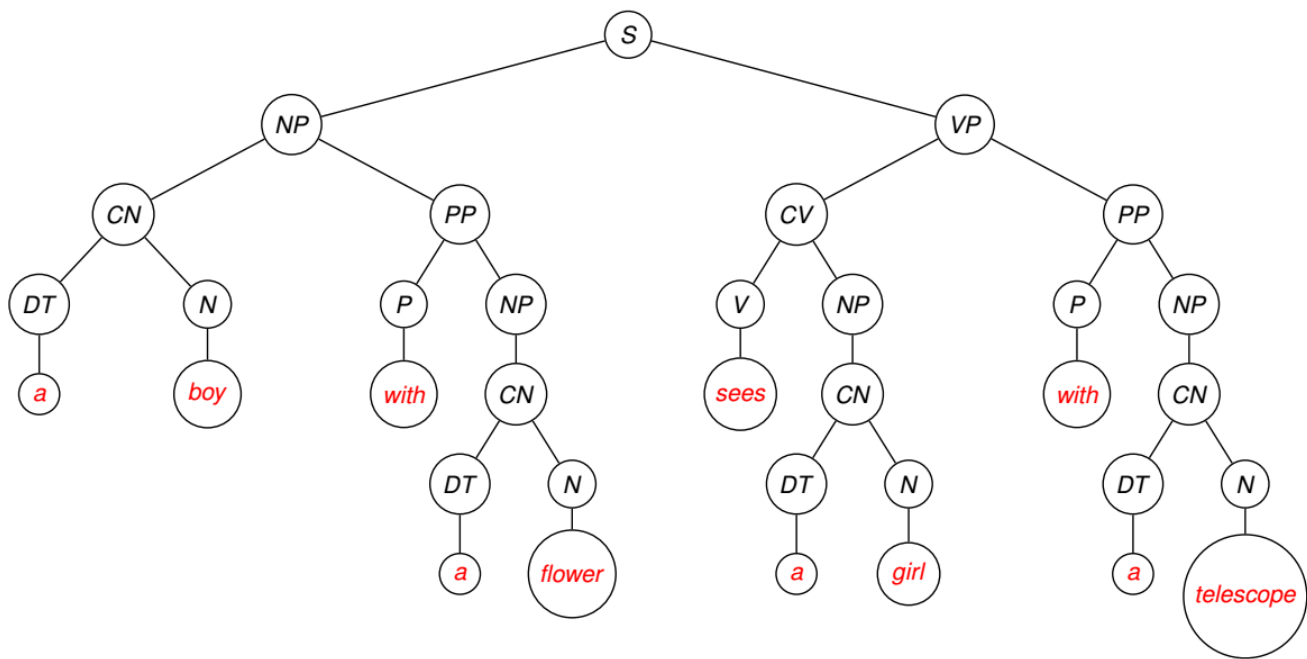 S
NP VP
CN PP CV PP
DT N P NP V NP P NP
a boy with CN sees CN with CN
DT N DT N DT N
a flower a girl a telescope